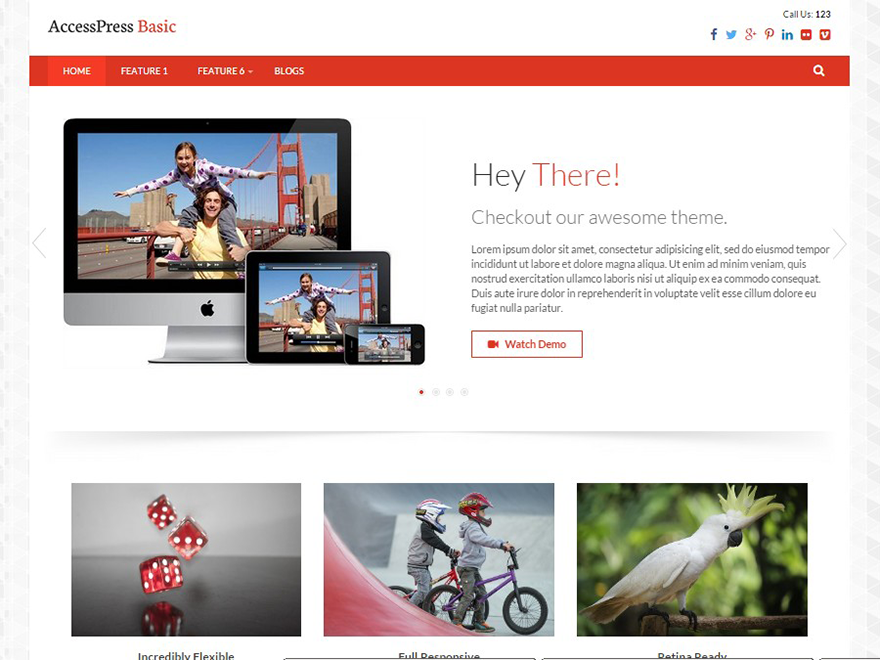 AccessPress Basic
Call Us: 123
HOME FEATURE 1 FEATURE 6 BLOGS
Hey There!
Checkout our awesome theme.
Lorem ipsum dolor sit amet, consectetur adipisicing elit, sed do eiusmod tempor
incididunt ut labore et dolore magna aliqua. Ut enim ad minim veniam, quis
nostrud exercitation ullamco laboris nisi ut aliquip ex ea commodo consequat.
Duis aute irure dolor in reprehenderit in voluptate velit esse cillum dolore eu
fugiat nulla pariatur.
Watch Demo
Incredibly Flexible
Full Responsive
Retina Ready